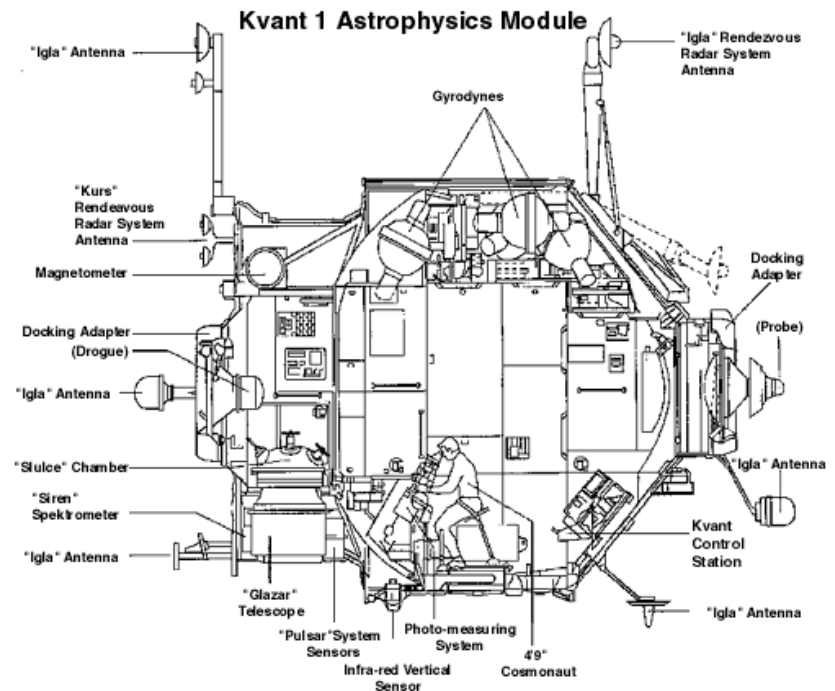 Kvant 1 Astrophysics Module
"Igla" Antenna
"Igla" Rendezvous
Radar System
Antenna
Gyrodynes
"Kurs"
Rendeavous
Radar System
Antenna
Magnetometer
Docking
Adapter
Docking Adapter
(Drogue)
(Probe)
"Igla" Antenna
"Slulce" Chamber
"Igla" Antenna
"Siren"
Spektrometer
Kvant
Control
Station
"Igla" Antenna
"Glazar"
Telescope
"Pulsar"System
Sensors
Infra-red Vertical
Sensor
Photo-measuring
System
4'9"
Cosmonaut
"Igla" Antenna